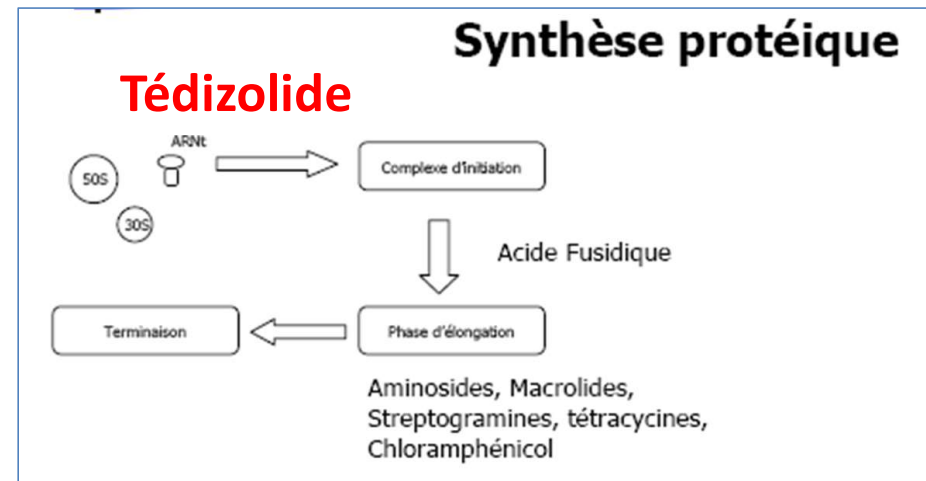 Synthèse protéique
Tédizolide
ARNt
50S
30S
Complexe d'initiation
Acide Fusidique
Terminaison
Phase d'élongation
Aminosides, Macrolides,
Streptogramines, tétracycines,
Chloramphénicol